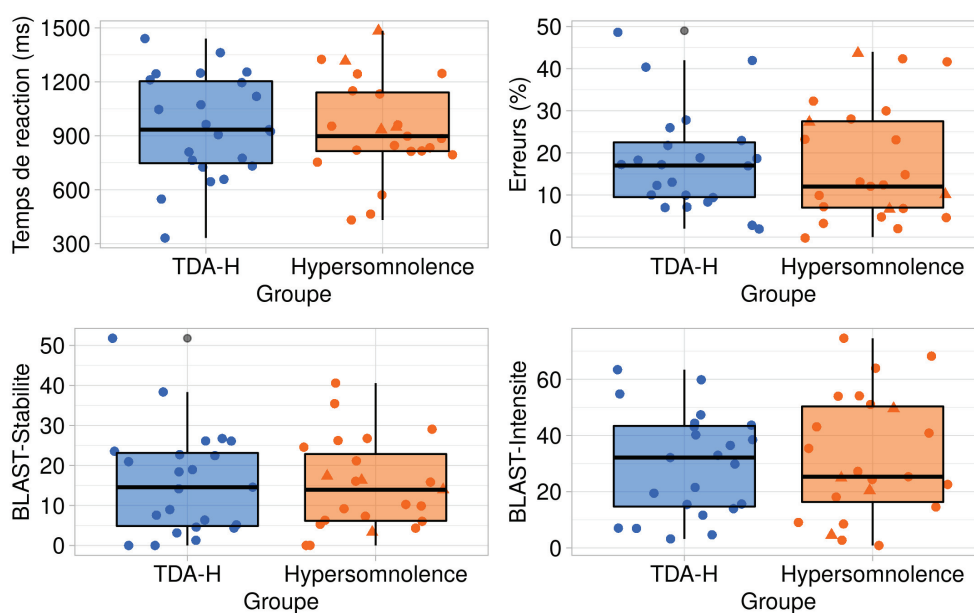 Temps de reaction (ms)
1500
1200
900
600
300
TDA-H
Hypersomnolence
Groupe
Erreurs (%)
50
40
30
20
10
0
TDA-H
Hypersomnolence
Groupe
BLAST-Stabilite
50
40
30
20
10
0
TDA-H
Hypersomnolence
Groupe
BLAST-Intensite
60
40
20
0
TDA-H
Hypersomnolence
Groupe